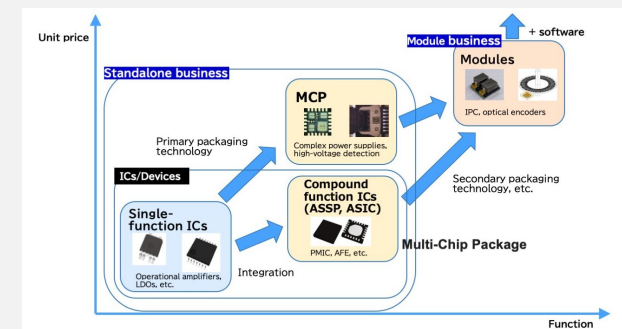 Unit price
+ software
Module business
Modules
IPC, optical encoders
Standalone business
MCP
Complex power supplies,
high-voltage detection
Primary packaging
technology
Secondary packaging
technology, etc.
ICs/Devices
Compound
function ICs
(ASSP, ASIC)
PMIC, AFE, etc.
Single-
function ICs
Operational amplifiers,
LDOs, etc.
Integration
Multi-Chip Package
Function